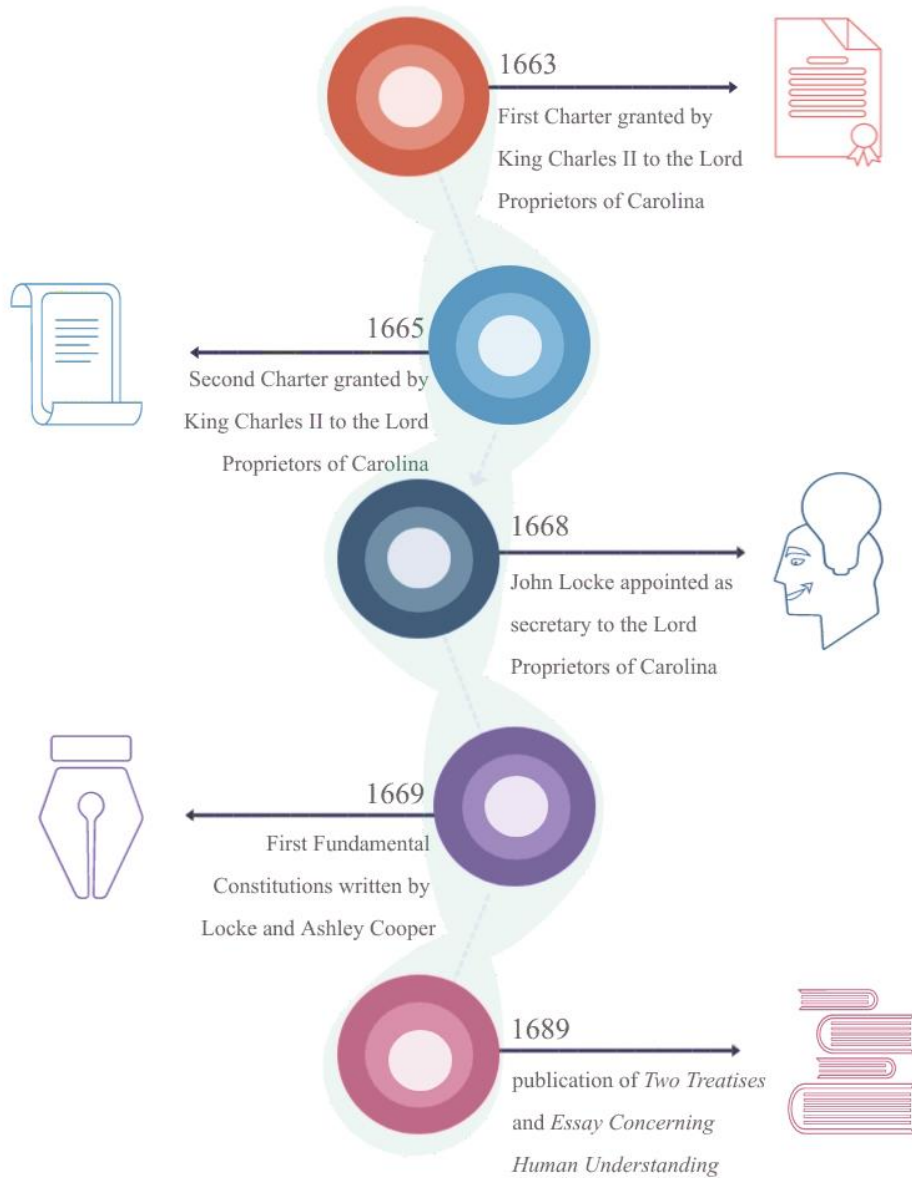 1663
First Charter granted by
King Charles II to the Lord
Proprietors of Carolina
1665
Second Charter granted by
King Charles II to the Lord
Proprietors of Carolina
1668
John Locke appointed as
secretary to the Lord
Proprietors of Carolina
1669
First Fundamental
Constitutions written by
Locke and Ashley Cooper
1689
publication of Two Treatises
and Essay Concerning
Human Understanding